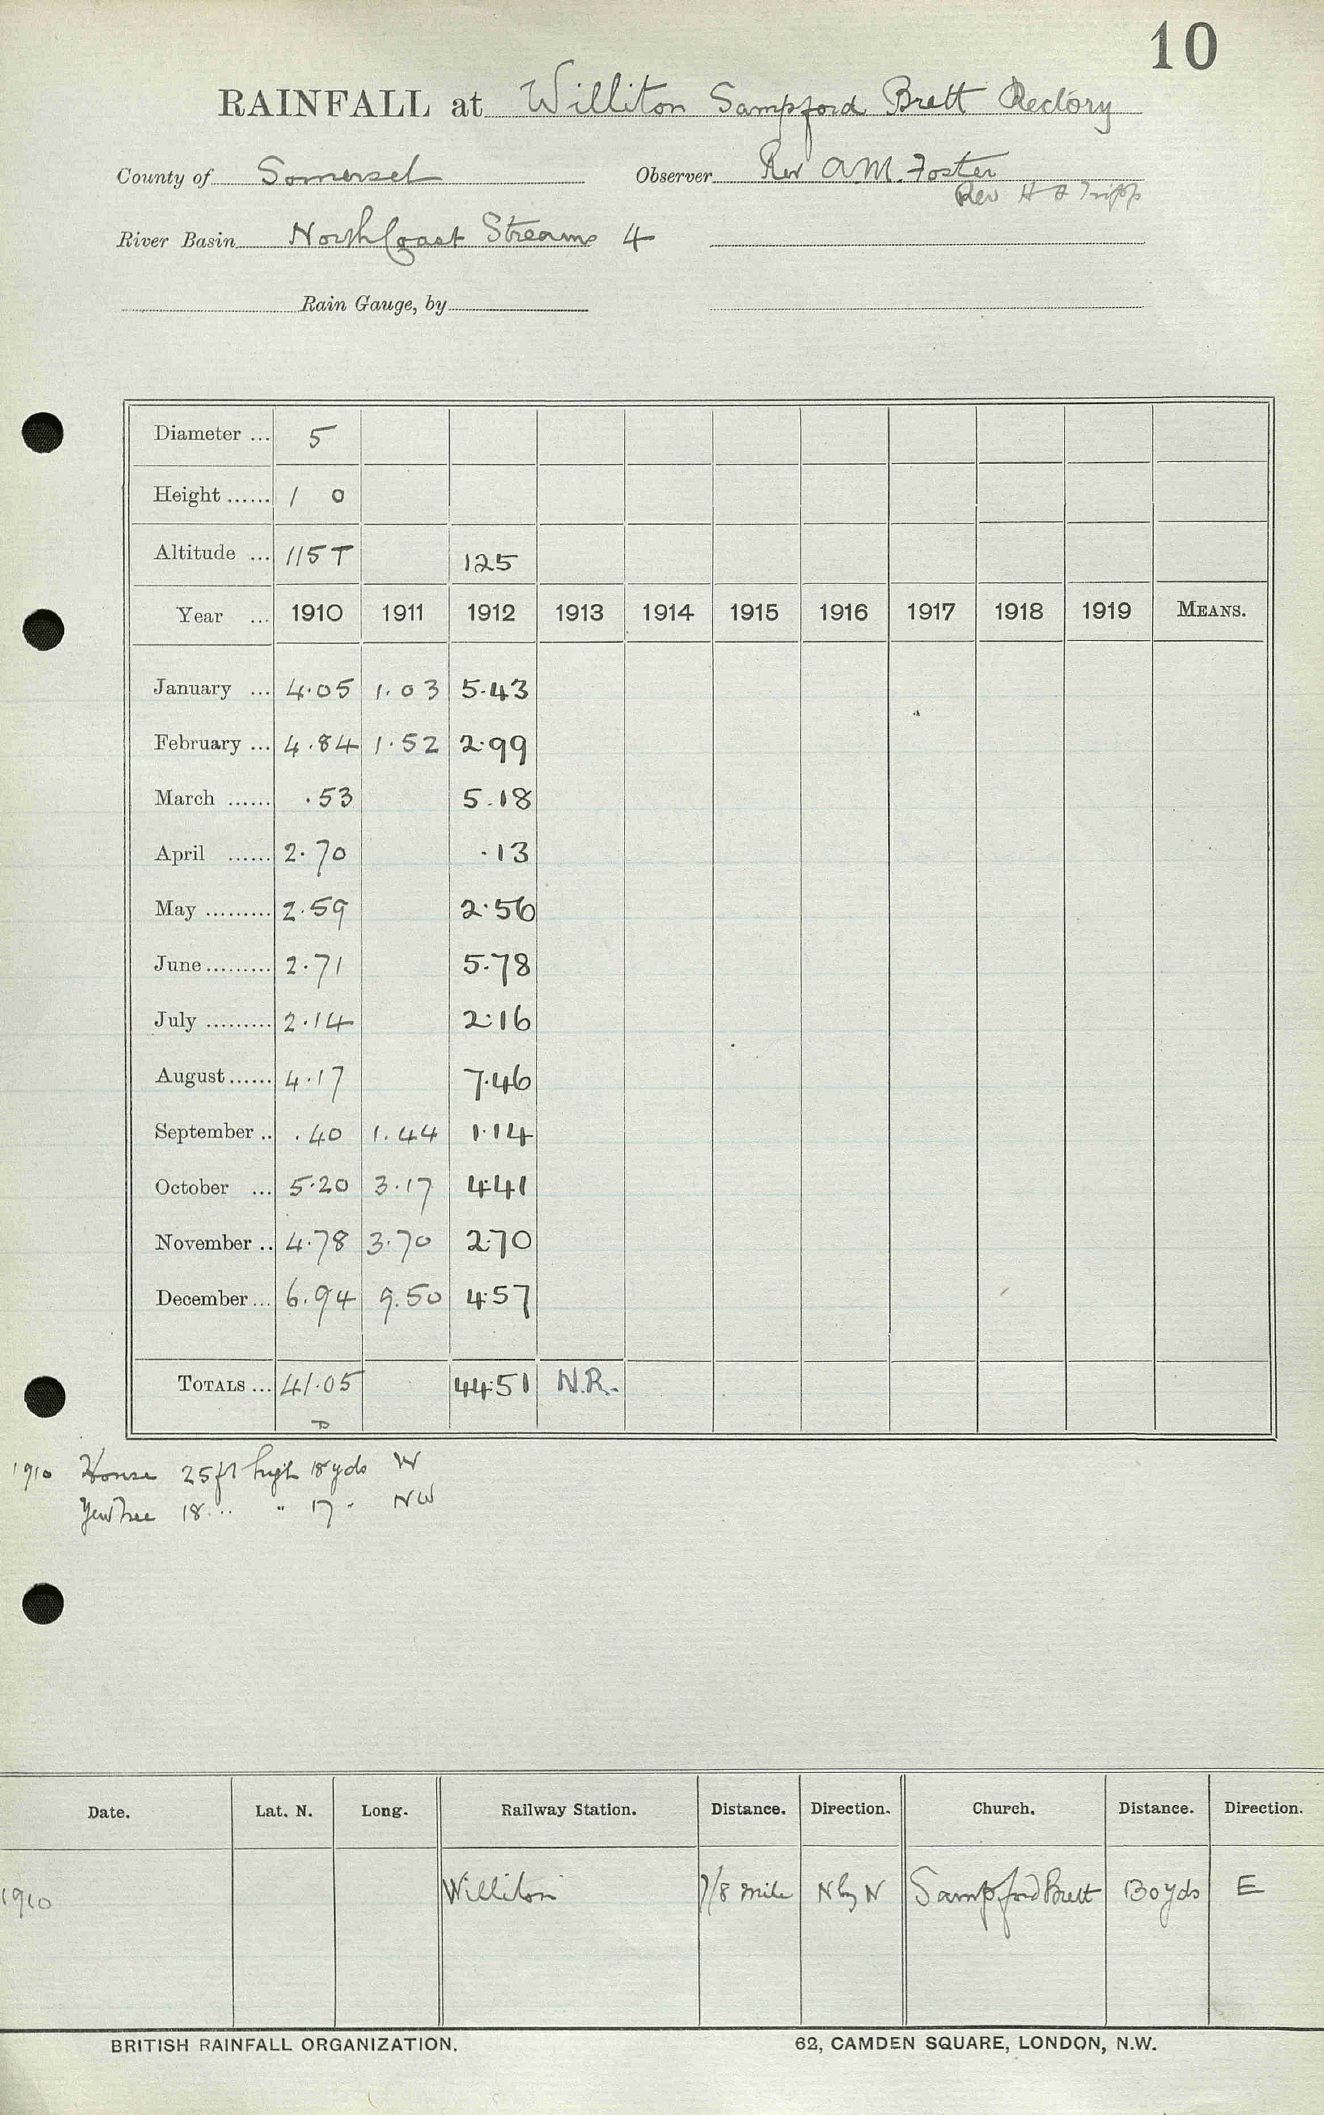 10
RAINFALL at Williton Sampford Brett Rectory
County of Somerset Observer Rev A.M. Foster
Rev H Tripp
River Basin North Coast Streams 4
Rain Gauge, by
Diameter ... 5
Height ...... 1 0
Altitude ... 115 T 125
Year ... 1910 1911 1912 1913 1914 1915 1916 1917 1918 1919 MEANS.
January ... 4.05 1.03 5.43
February ... 4.84 1.52 2.99
March ...... .53 5.18
April ...... 2.70 .13
May ......... 2.59 2.56
June ......... 2.71 5.78
July ......... 2.14 2.16
August ...... 4.17 7.46
September .. .40 1.44 1.14
October ... 5.20 3.17 4.41
November .. 4.78 3.70 2.70
December ... 6.94 9.50 4.57
TOTALS ... 41.05 44.51 N.R.
1910 House 25 ft high 18 yds W
Yew Tree 18 ... " 17 " NW
Date. Lat. N. Long. Railway Station. Distance. Direction. Church. Distance. Direction.
1910 Williton 7/8 mile N by N Sampford Brett 130 yds E
BRITISH RAINFALL ORGANIZATION. 62, CAMDEN SQUARE, LONDON, N.W.